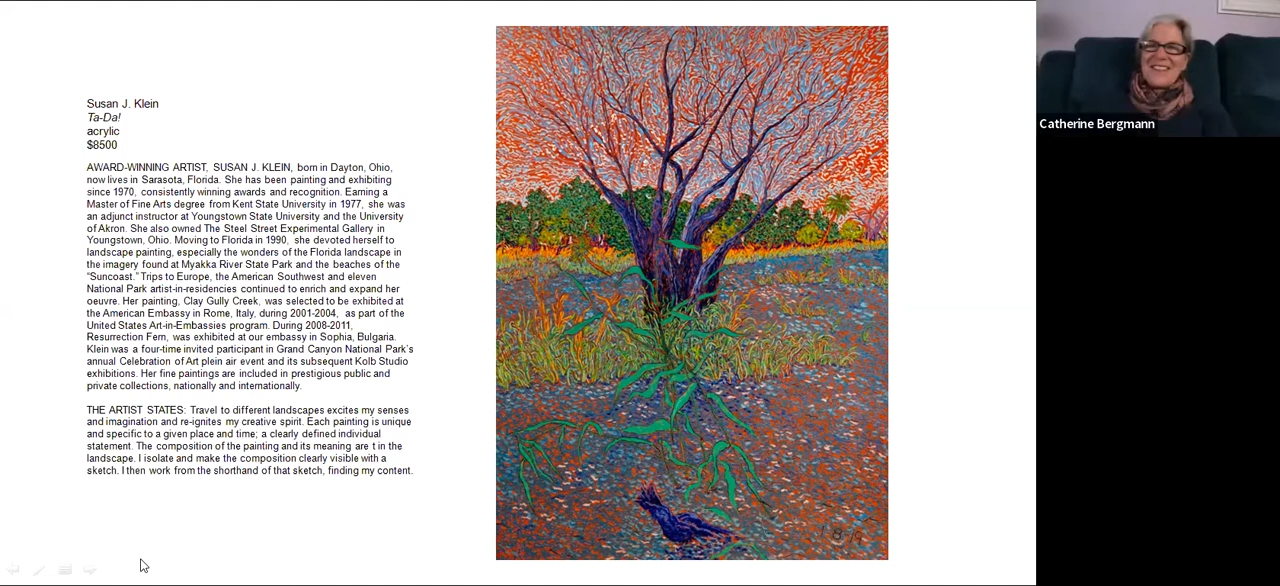 Susan J. Klein
Ta-Da!
acrylic
$8500
AWARD-WINNING ARTIST, SUSAN J. KLEIN, born in Dayton, Ohio,
now lives in Sarasota, Florida. She has been painting and exhibiting
since 1970, consistently winning awards and recognition. Earning a
Master of Fine Arts degree from Kent State University in 1977, she was
an adjunct instructor at Youngstown State University and the University
of Akron. She also owned The Steel Street Experimental Gallery in
Youngstown, Ohio. Moving to Florida in 1990, she devoted herself to
landscape painting, especially the wonders of the Florida landscape in
the imagery found at Myakka River State Park and the beaches of the
“Suncoast.” Trips to Europe, the American Southwest and eleven
National Park artist-in-residencies continued to enrich and expand her
oeuvre. Her painting, Clay Gully Creek, was selected to be exhibited at
the American Embassy in Rome, Italy, during 2001-2004, as part of the
United States Art-in-Embassies program. During 2008-2011,
Resurrection Fern, was exhibited at our embassy in Sophia, Bulgaria.
Klein was a four-time invited participant in Grand Canyon National Park’s
annual Celebration of Art plein air event and its subsequent Kolb Studio
exhibitions. Her fine paintings are included in prestigious public and
private collections, nationally and internationally.
THE ARTIST STATES: Travel to different landscapes excites my senses
and imagination and re-ignites my creative spirit. Each painting is unique
and specific to a given place and time; a clearly defined individual
statement. The composition of the painting and its meaning are t in the
landscape. I isolate and make the composition clearly visible with a
sketch. I then work from the shorthand of that sketch, finding my content.
Catherine Bergmann